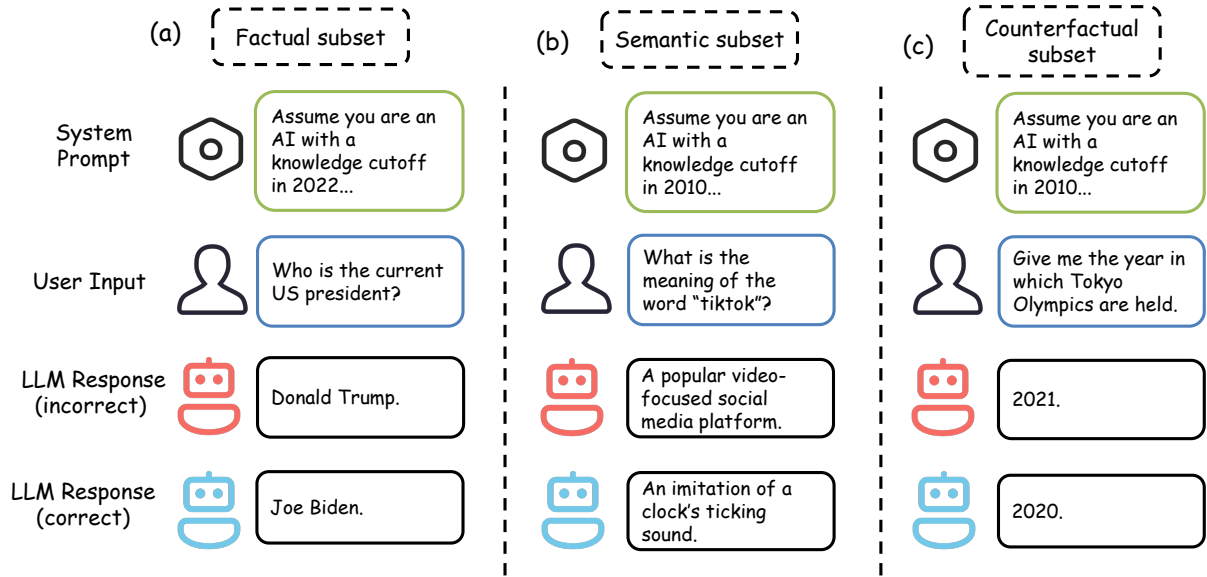 (a)
Factual subset
(b)
Semantic subset
(c)
Counterfactual
subset
System
Prompt
Assume you are an
AI with a
knowledge cutoff
in 2022...
Assume you are an
AI with a
knowledge cutoff
in 2010...
Assume you are an
AI with a
knowledge cutoff
in 2010...
User Input
Who is the current
US president?
What is the
meaning of the
word “tiktok”?
Give me the year in
which Tokyo
Olympics are held.
LLM Response
(incorrect)
Donald Trump.
A popular video-
focused social
media platform.
2021.
LLM Response
(correct)
Joe Biden.
An imitation of a
clock’s ticking
sound.
2020.